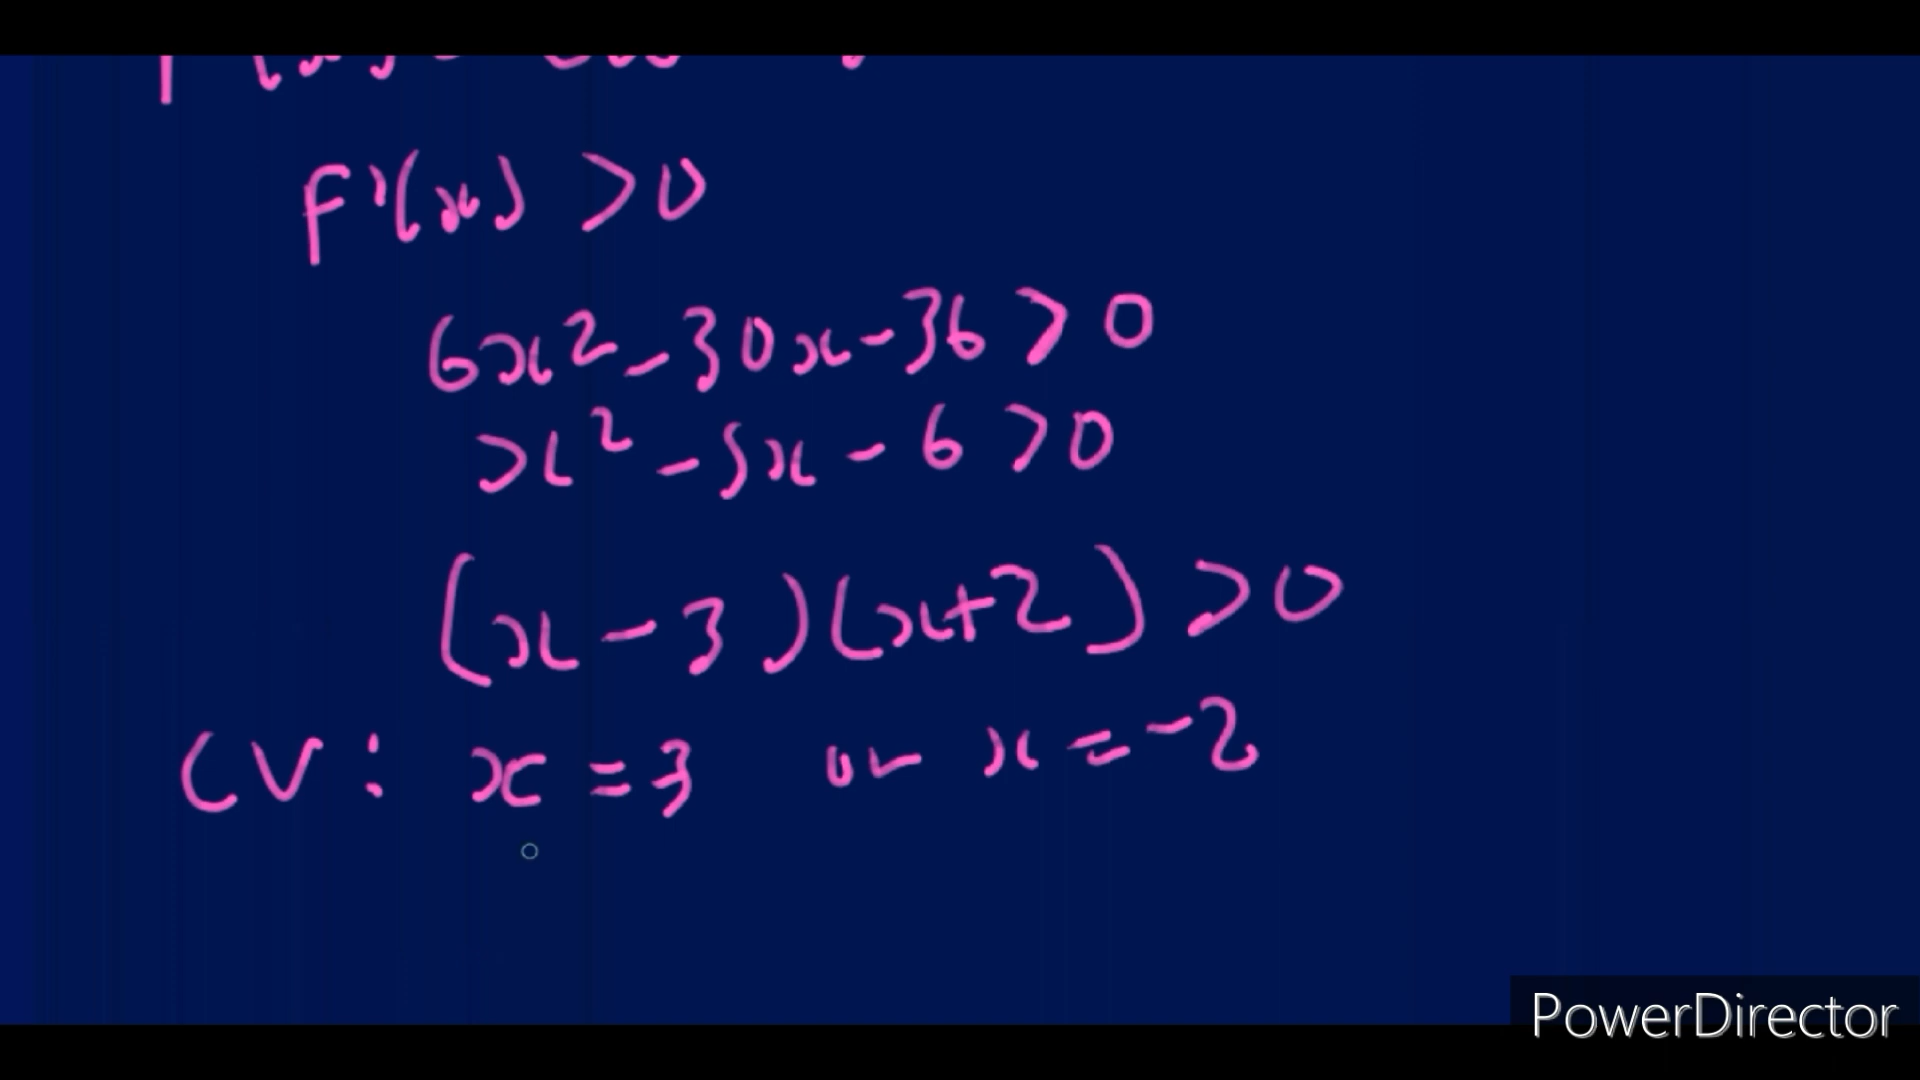 F'(x) >0
6x²-30x-36>0
x²-5x-6>0
(x-3)(x+2)>0
CV: x=3 or x=-2
PowerDirector